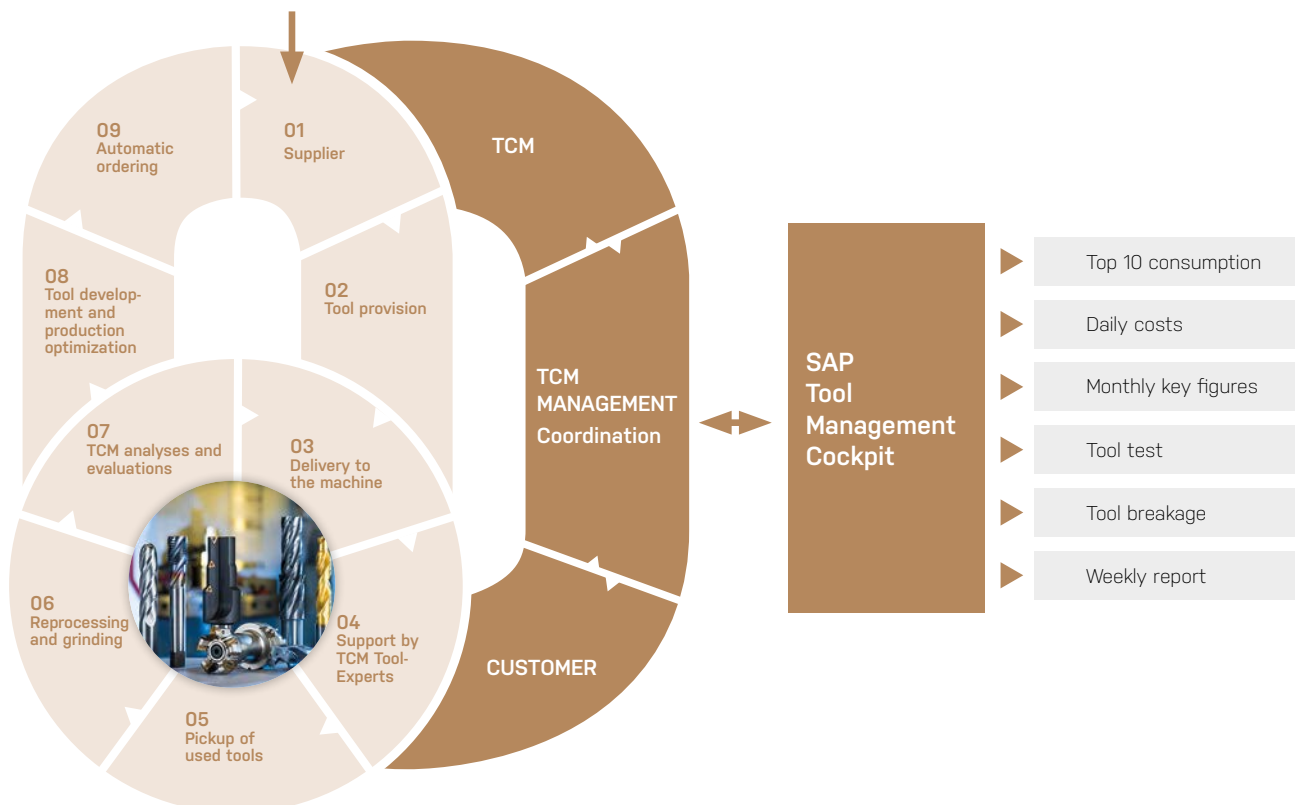 01
Supplier
02
Tool provision
03
Delivery to
the machine
04
Support by
TCM Tool-
Experts
05
Pickup of
used tools
06
Reprocessing
and grinding
07
TCM analyses and
evaluations
08
Tool develop-
ment and
production
optimization
09
Automatic
ordering
TCM
TCM
MANAGEMENT
Coordination
CUSTOMER
SAP
Tool
Management
Cockpit
Top 10 consumption
Daily costs
Monthly key figures
Tool test
Tool breakage
Weekly report